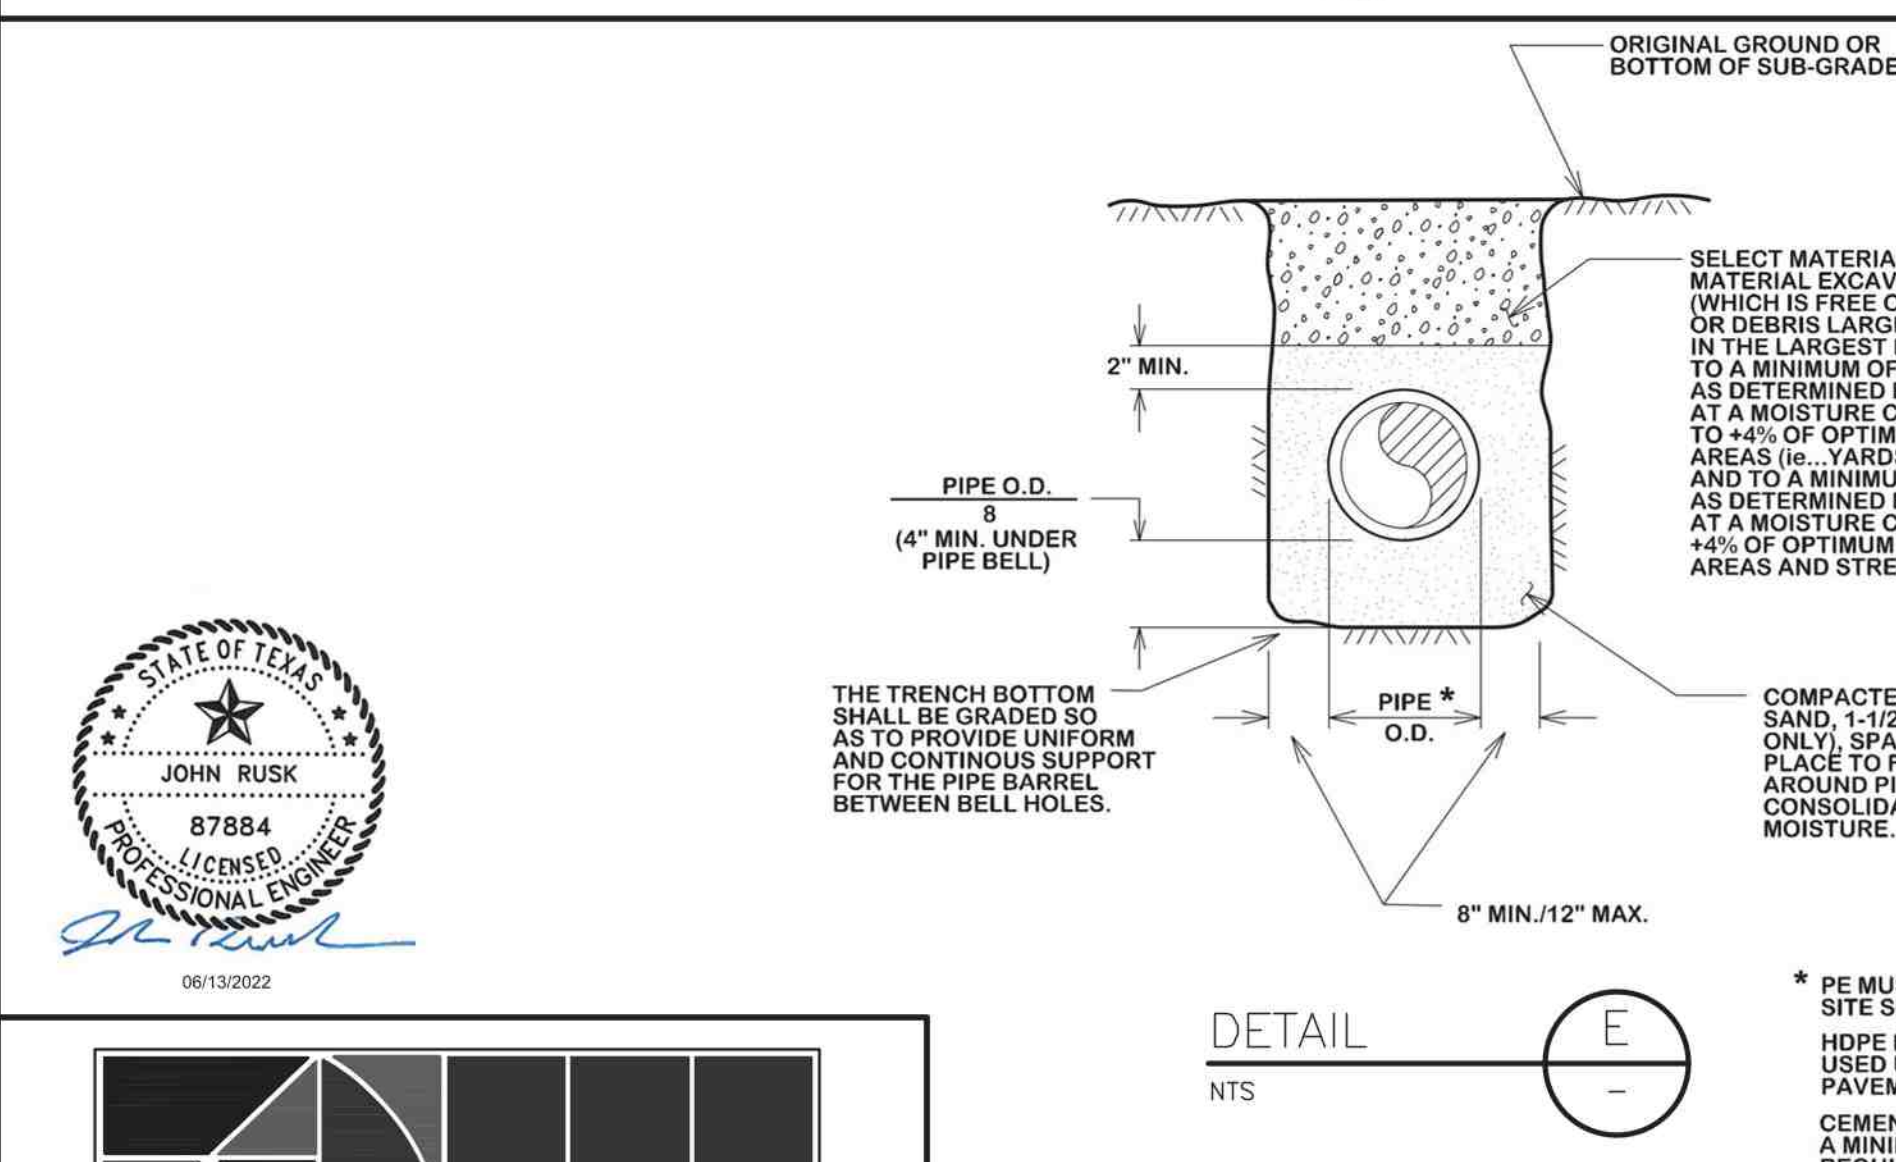 ORIGINAL GROUND OR
BOTTOM OF SUB-GRADE
SELECT MATERIA
MATERIAL EXCAV
(WHICH IS FREE
OR DEBRIS LARG
IN THE LARGEST
TO A MINIMUM OF
AS DETERMINED
AT A MOISTURE C
TO +4% OF OPTIM
AREAS (ie...YARD
AND TO A MINIMU
AS DETERMINED
AT A MOISTURE C
+4% OF OPTIMUM
AREAS AND STRE
2" MIN.
PIPE O.D.
8
(4" MIN. UNDER
PIPE BELL)
THE TRENCH BOTTOM
SHALL BE GRADED SO
AS TO PROVIDE UNIFORM
AND CONTINOUS SUPPORT
FOR THE PIPE BARREL
BETWEEN BELL HOLES.
PIPE *
O.D.
COMPACTE
SAND, 1-1/2
ONLY), SPA
PLACE TO F
AROUND PI
CONSOLIDA
MOISTURE.
8" MIN./12" MAX.
STATE OF TEXAS
JOHN RUSK
87884
LICENSED
PROFESSIONAL ENGINEER
John Rusk
06/13/2022
DETAIL
E
NTS
–
* PE MU
SITE S
HDPE
USED
PAVEM
CEMEN
A MINI